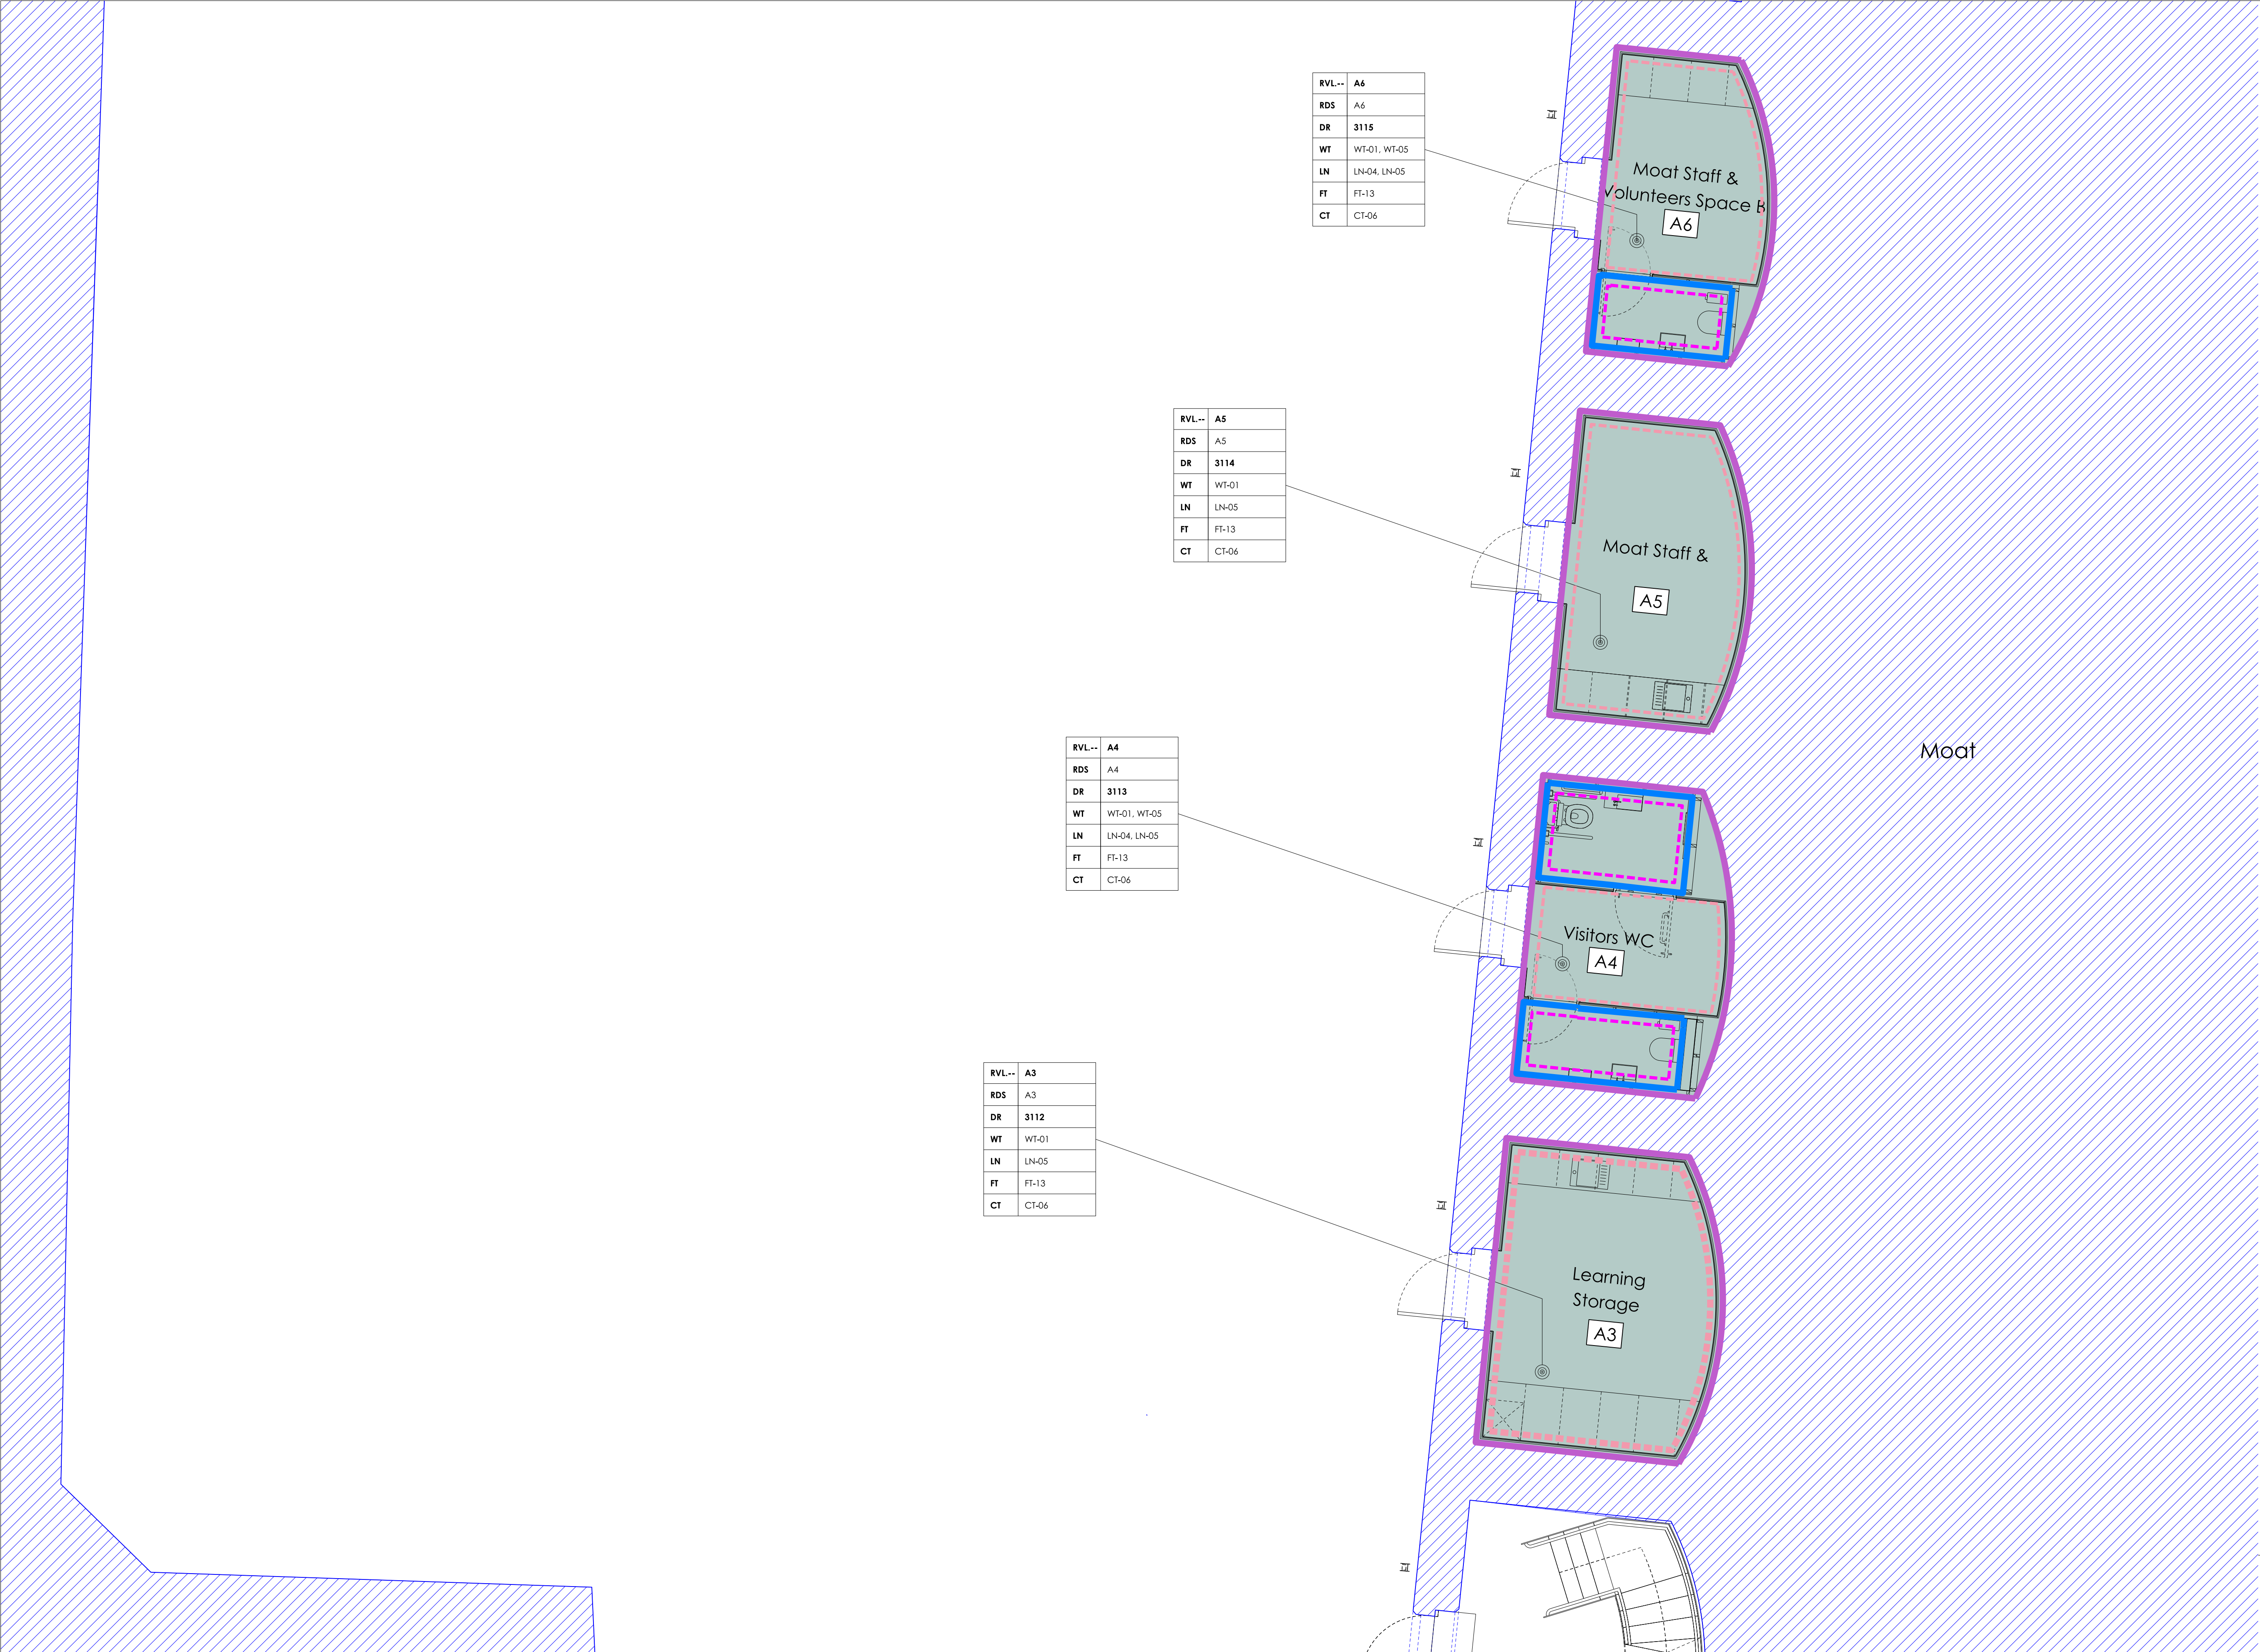 RVL.-- A6
RDS A6
DR 3115
WT WT-01, WT-05
LN LN-04, LN-05
FT FT-13
CT CT-06
Moat Staff &
Volunteers Space B
A6
RVL.-- A5
RDS A5
DR 3114
WT WT-01
LN LN-05
FT FT-13
CT CT-06
Moat Staff &
A5
Moat
RVL.-- A4
RDS A4
DR 3113
WT WT-01, WT-05
LN LN-04, LN-05
FT FT-13
CT CT-06
Visitors WC
A4
RVL.-- A3
RDS A3
DR 3112
WT WT-01
LN LN-05
FT FT-13
CT CT-06
Learning
Storage
A3